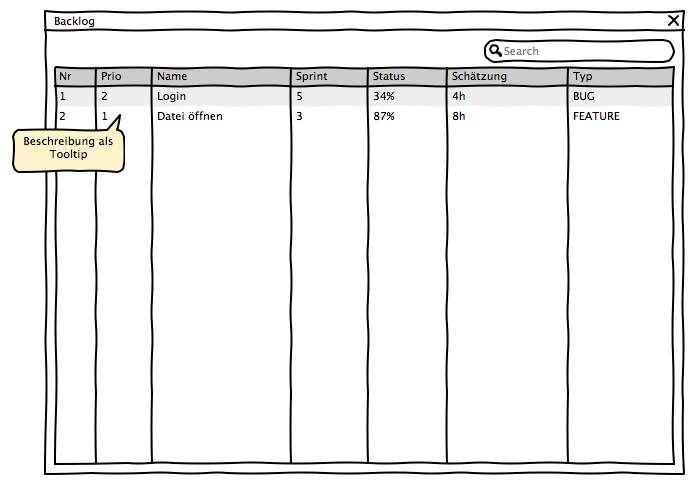 Backlog
Search
Nr Prio Name Sprint Status Schätzung Typ
1 2 Login 5 34% 4h BUG
2 1 Datei öffnen 3 87% 8h FEATURE
Beschreibung als
Tooltip